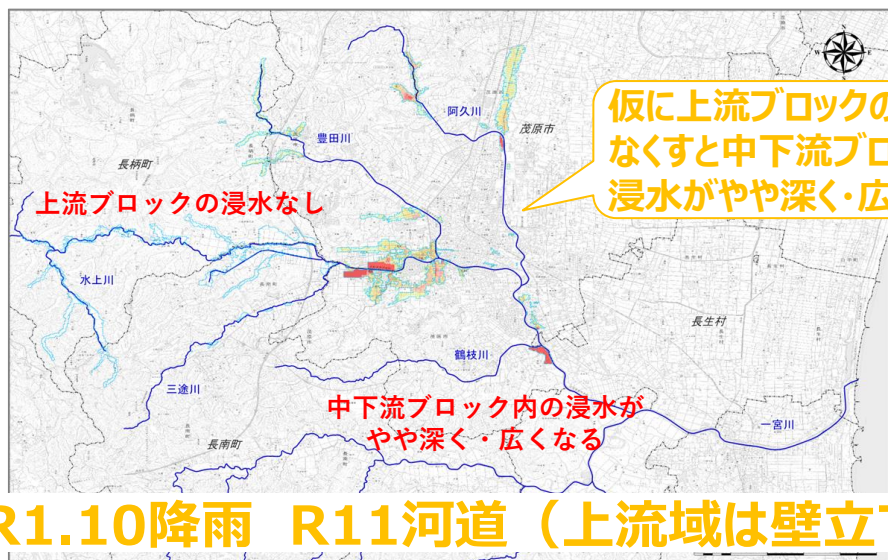 仮に上流ブロックの
なくすと中下流ブロ
浸水がやや深く・広
阿久川
茂原市
豊田川
長柄町
上流ブロックの浸水なし
水上川
長生村
鶴枝川
三途川
中下流ブロック内の浸水が
やや深く・広くなる
一宮川
長南町
R1.10降雨 R11河道（上流域は壁立